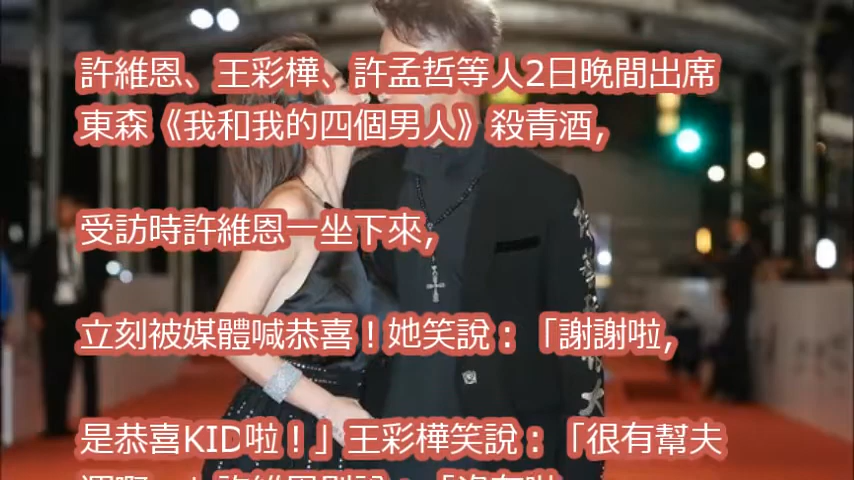 許維恩、王彩樺、許孟哲等人2日晚間出席
東森《我和我的四個男人》殺青酒，
受訪時許維恩一坐下來，
立刻被媒體喊恭喜！她笑說：「謝謝啦，
是恭喜KID啦！」王彩樺笑說：「很有幫夫